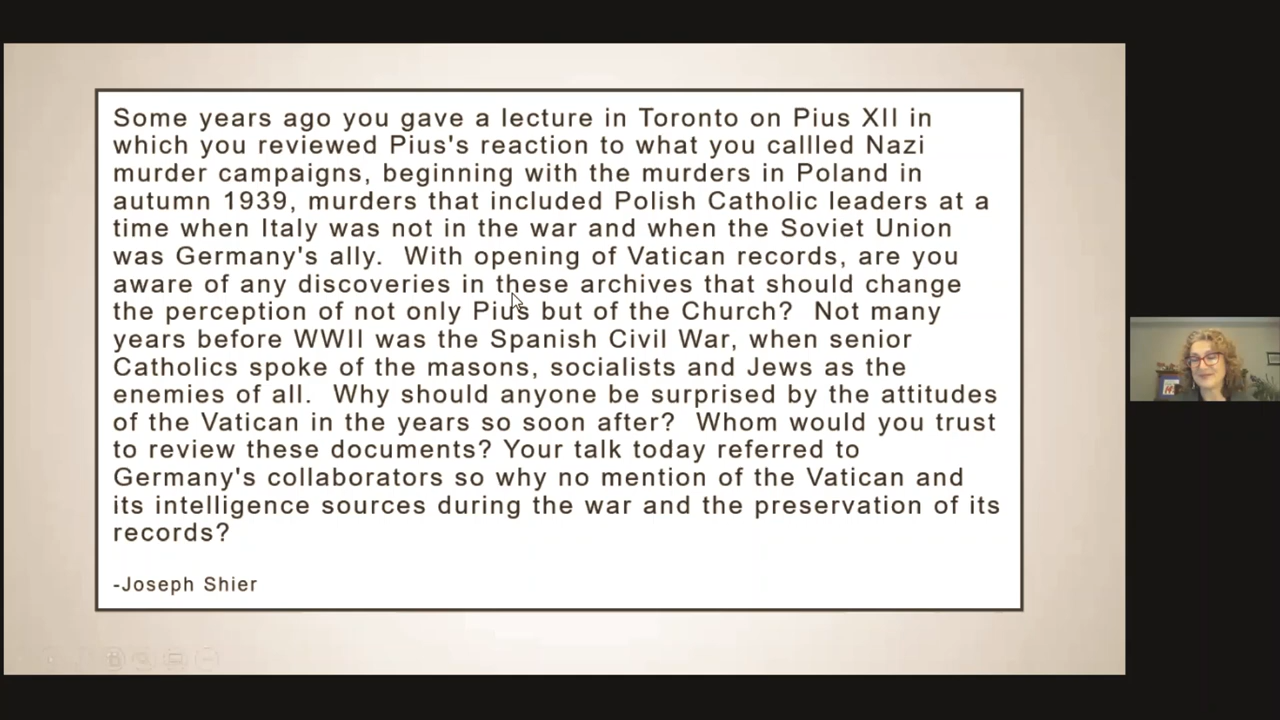 Some years ago you gave a lecture in Toronto on Pius XII in
which you reviewed Pius's reaction to what you callled Nazi
murder campaigns, beginning with the murders in Poland in
autumn 1939, murders that included Polish Catholic leaders at a
time when Italy was not in the war and when the Soviet Union
was Germany's ally.  With opening of Vatican records, are you
aware of any discoveries in these archives that should change
the perception of not only Pius but of the Church?  Not many
years before WWII was the Spanish Civil War, when senior
Catholics spoke of the masons, socialists and Jews as the
enemies of all.  Why should anyone be surprised by the attitudes
of the Vatican in the years so soon after?  Whom would you trust
to review these documents? Your talk today referred to
Germany's collaborators so why no mention of the Vatican and
its intelligence sources during the war and the preservation of its
records?
-Joseph Shier